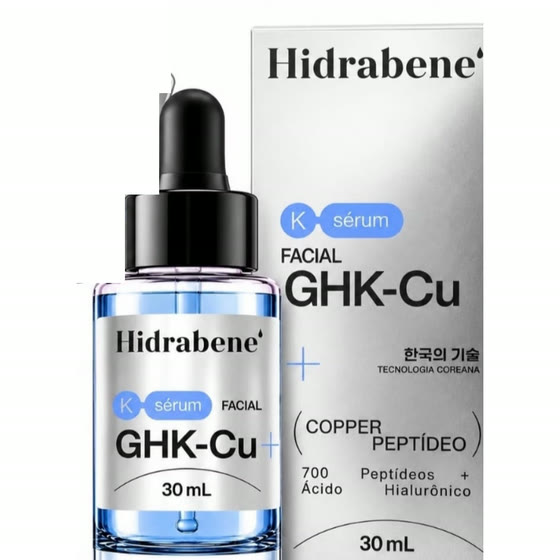 Hidrabene
K sérum
FACIAL
GHK-Cu
한국의 기술
TECNOLOGIA COREANA
(COPPER
PEPTÍDEO)
700 Peptídeos +
Ácido Hialurônico
30 mL
Hidrabene
K sérum FACIAL
GHK-Cu
30 mL